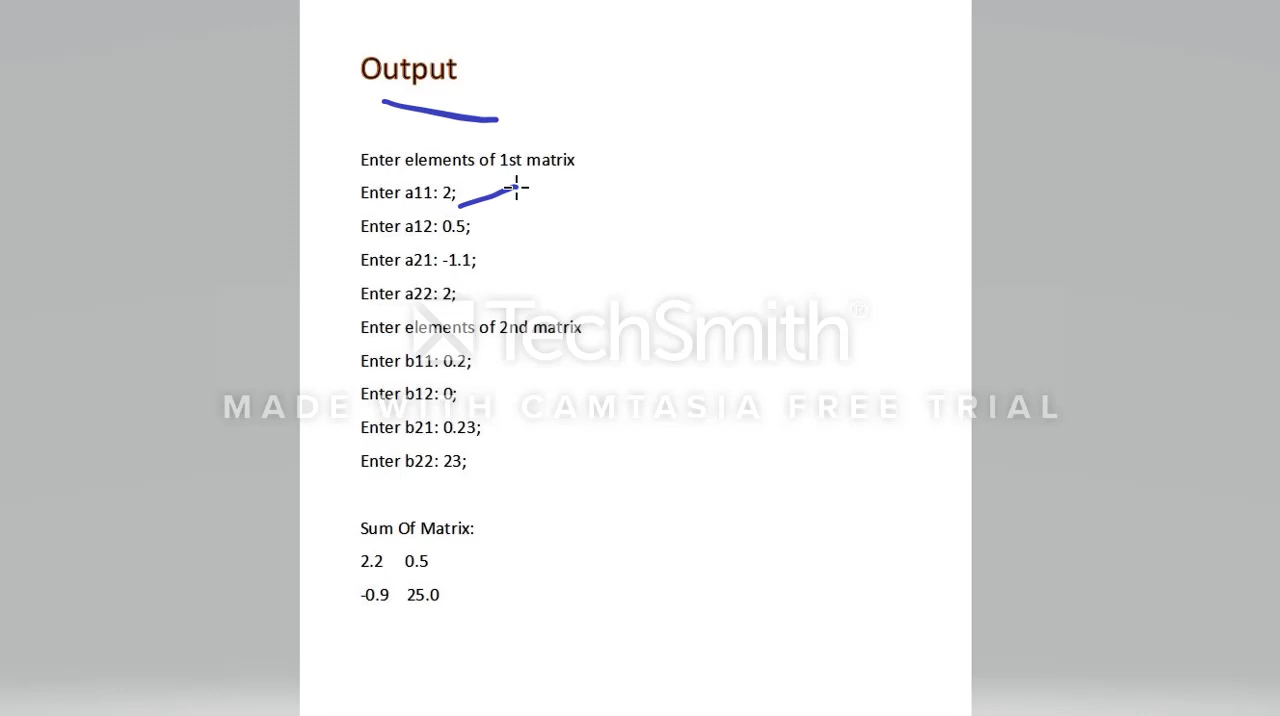 Output
Enter elements of 1st matrix
Enter a11: 2;
Enter a12: 0.5;
Enter a21: -1.1;
Enter a22: 2;
TechSmith®
Enter elements of 2nd matrix
Enter b11: 0.2;
Enter b12: 0;
MADE WITH CAMTASIA FREE TRIAL
Enter b21: 0.23;
Enter b22: 23;
Sum Of Matrix:
2.2 0.5
-0.9 25.0